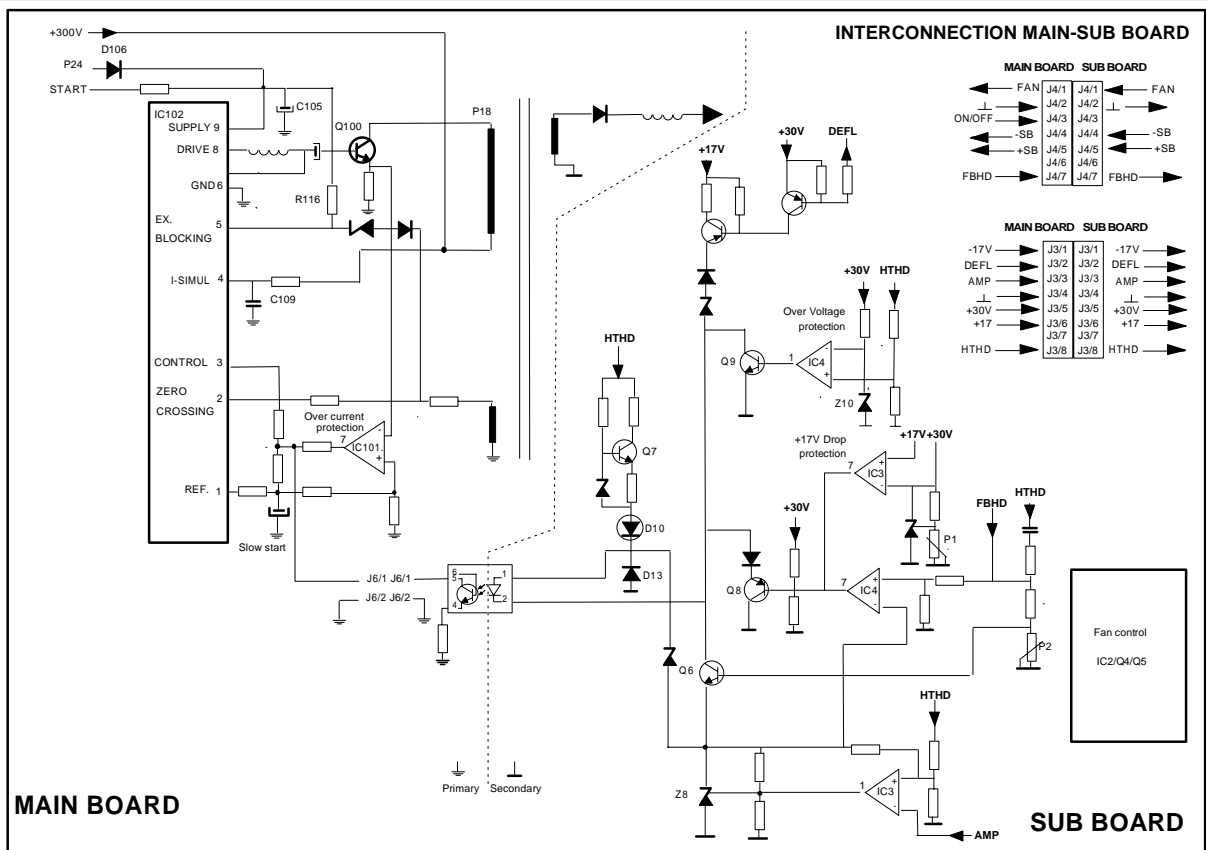 INTERCONNECTION MAIN-SUB BOARD
+300V
D106
P24
START
IC102
SUPPLY 9
DRIVE 8
GND 6
EX.
BLOCKING
5
I-SIMUL 4
CONTROL 3
ZERO
CROSSING
2
REF. 1
C105
Q100
P18
R116
C109
Over current
protection
7
IC101.
-
+
Slow start
J6/1 J6/1
J6/2 J6/2
6
5
4
1
2
Primary
Secondary
MAIN BOARD
HTHD
Q7
D10
D13
+17V
+30V
DEFL
+30V HTHD
Over Voltage
protection
Q9
1
IC4
-
+
Z10
+17V Drop
protection
+17V+30V
7
IC3
+
-
P1
+30V
Q8
7
IC4
+
-
FBHD
HTHD
P2
Q6
HTHD
Z8
1
IC3
+
-
AMP
Fan control
IC2/Q4/Q5
SUB BOARD
MAIN BOARD SUB BOARD
FAN J4/1 J4/1 FAN
⊥ J4/2 J4/2 ⊥
ON/OFF J4/3 J4/3
-SB J4/4 J4/4 -SB
+SB J4/5 J4/5 +SB
J4/6 J4/6
FBHD J4/7 J4/7 FBHD
MAIN BOARD SUB BOARD
-17V J3/1 J3/1 -17V
DEFL J3/2 J3/2 DEFL
AMP J3/3 J3/3 AMP
⊥ J3/4 J3/4 ⊥
+30V J3/5 J3/5 +30V
+17 J3/6 J3/6 +17
J3/7 J3/7
HTHD J3/8 J3/8 HTHD